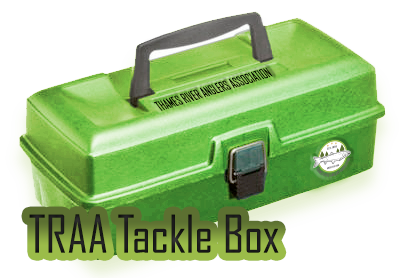 THAMES RIVER ANGLERS' ASSOCIATION
TRAA Tackle Box